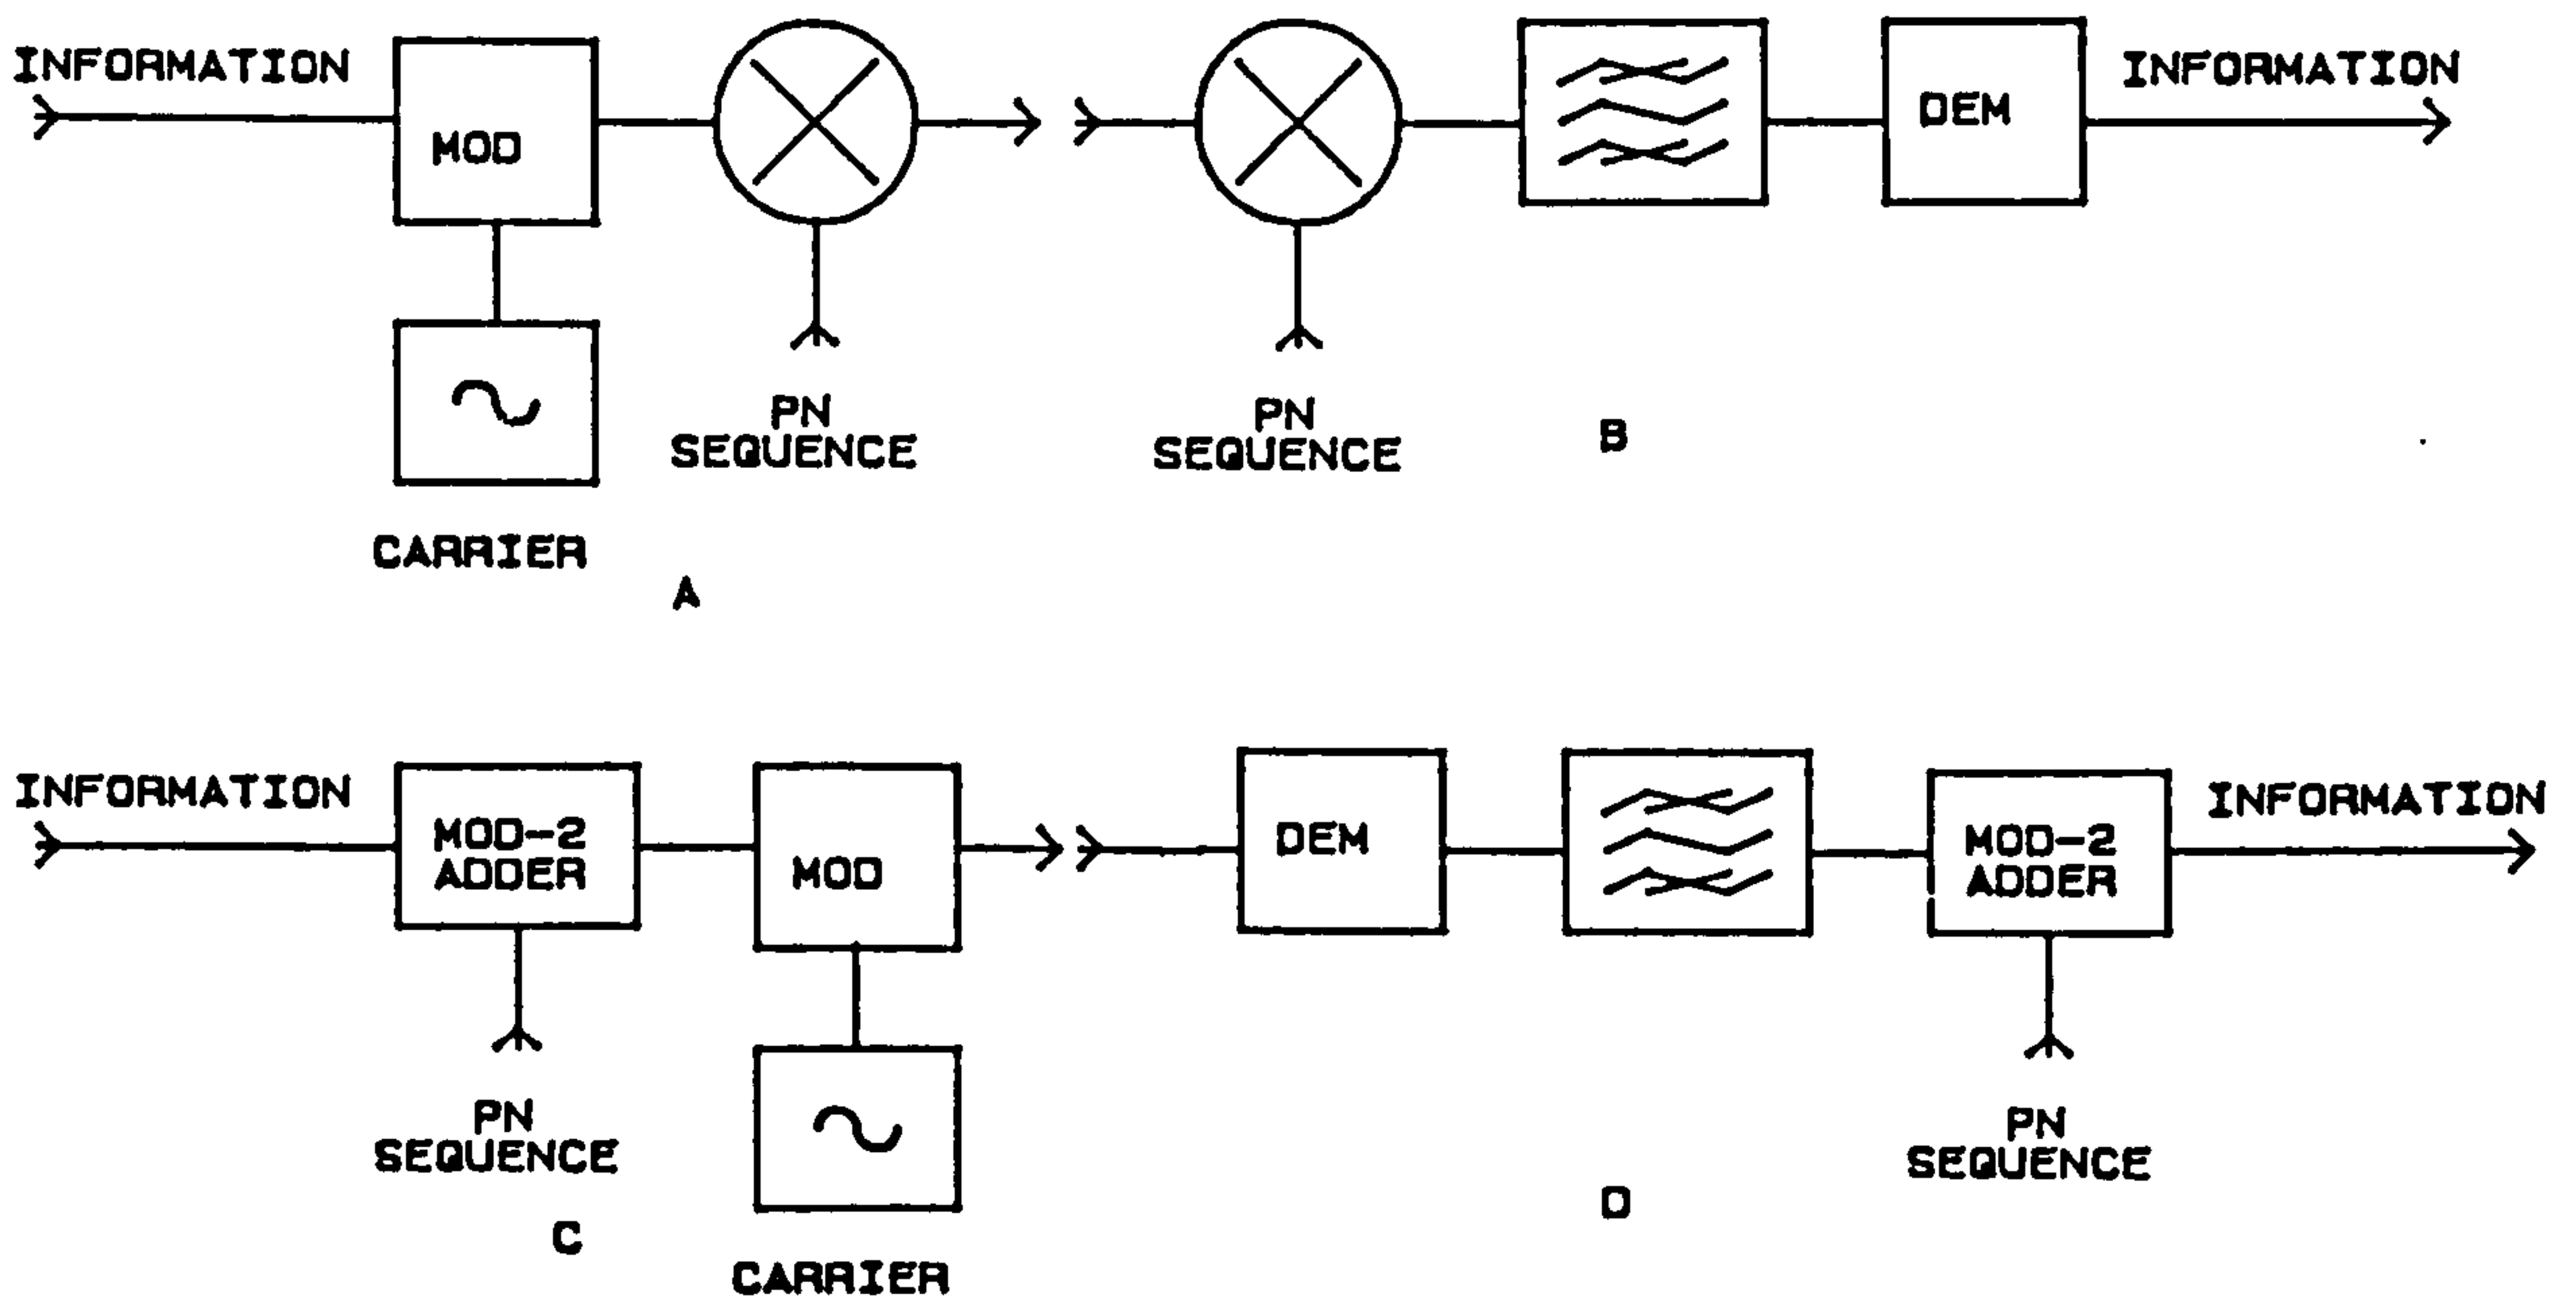 INFORMATION
MOD
DEM
INFORMATION
PN
SEQUENCE
PN
SEQUENCE
B
CARRIER
A
INFORMATION
MOD-2
ADDER
MOD
DEM
MOD-2
ADDER
INFORMATION
PN
SEQUENCE
PN
SEQUENCE
C
D
CARRIER